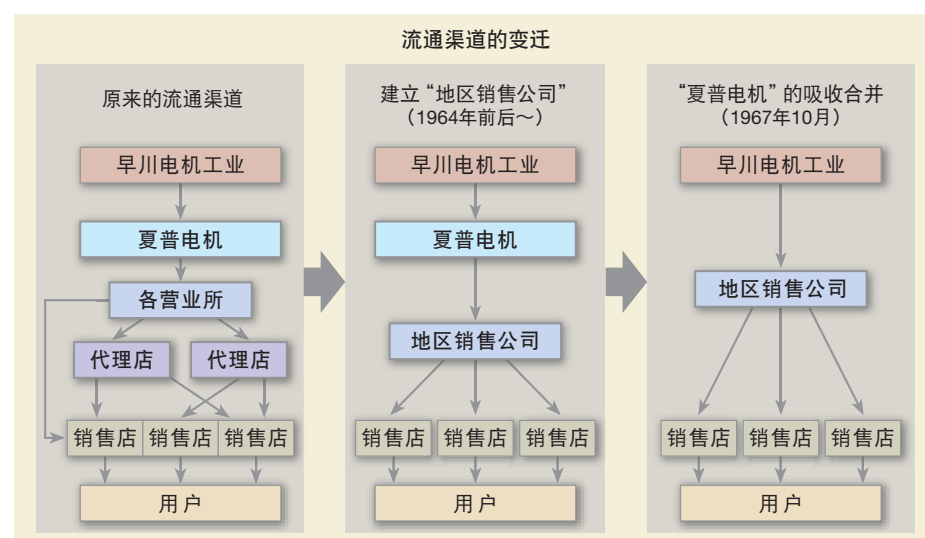 流通渠道的变迁
原来的流通渠道
早川电机工业
夏普电机
各营业所
代理店 代理店
销售店 销售店 销售店
用户
建立“地区销售公司”
（1964年前后～）
早川电机工业
夏普电机
地区销售公司
销售店 销售店 销售店
用户
“夏普电机”的吸收合并
（1967年10月）
早川电机工业
地区销售公司
销售店 销售店 销售店
用户